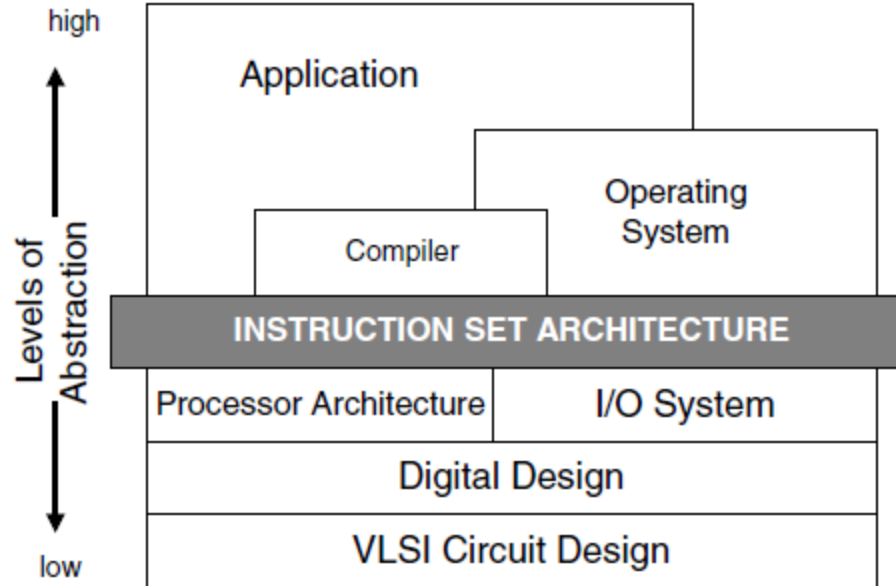 high
Application
Operating
System
Compiler
Levels of
Abstraction
INSTRUCTION SET ARCHITECTURE
Processor Architecture
I/O System
Digital Design
VLSI Circuit Design
low